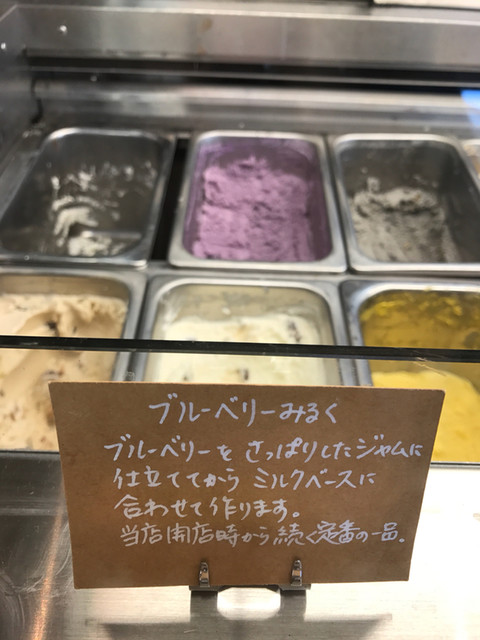 ブルーベリーみるく
ブルーベリーを さっぱりしたジャムに
仕立ててから ミルクベースに
合わせて作ります。
当店開店時から続く定番の一品.